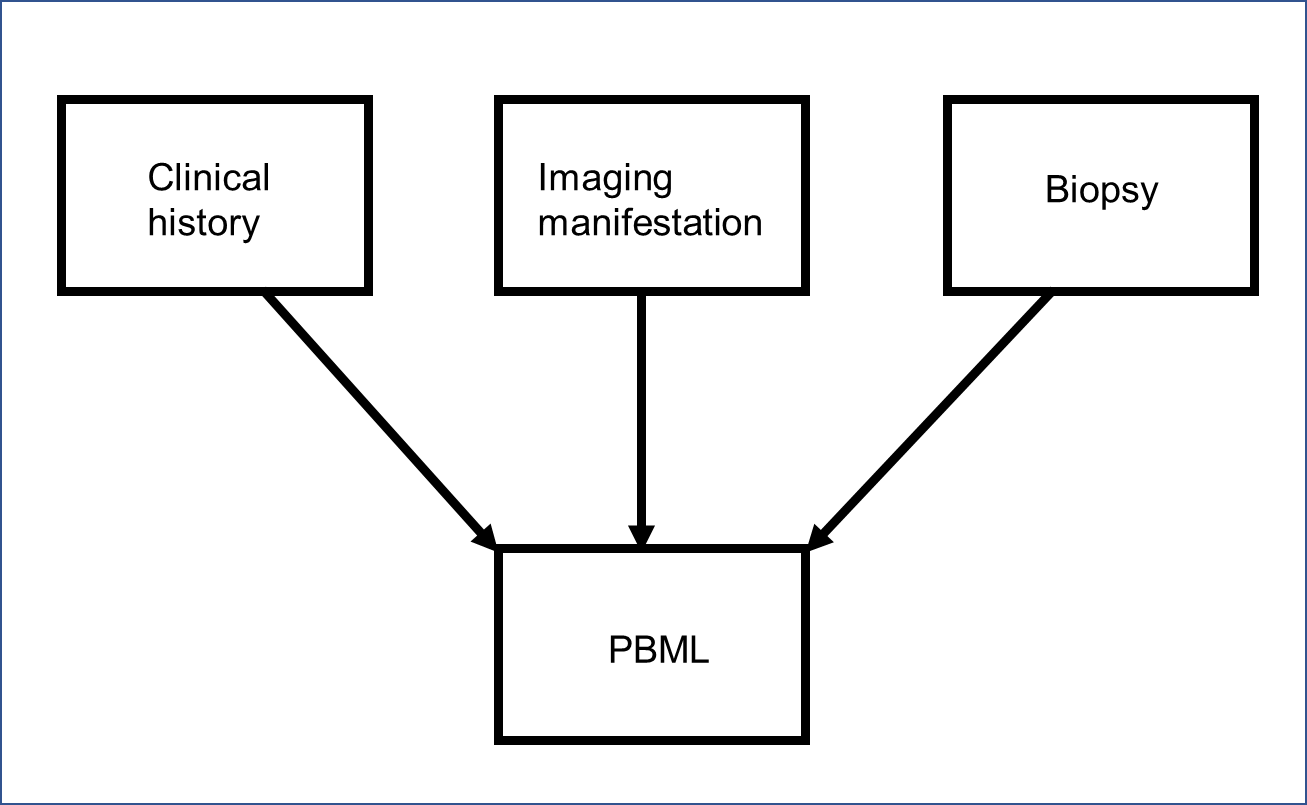 Clinical
history
Imaging
manifestation
Biopsy
PBML